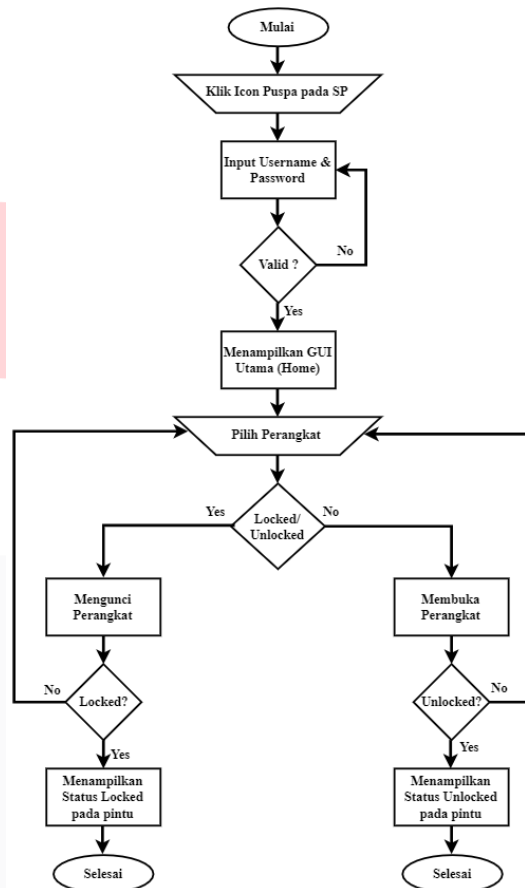 Mulai
Klik Icon Puspa pada SP
Input Username &
Password
Valid ?
No
Yes
Menampilkan GUI
Utama (Home)
Pilih Perangkat
Yes
Locked/
Unlocked
No
Mengunci
Perangkat
Membuka
Perangkat
No
Locked?
Unlocked?
No
Yes
Yes
Menampilkan
Status Locked
pada pintu
Menampilkan
Status Unlocked
pada pintu
Selesai
Selesai